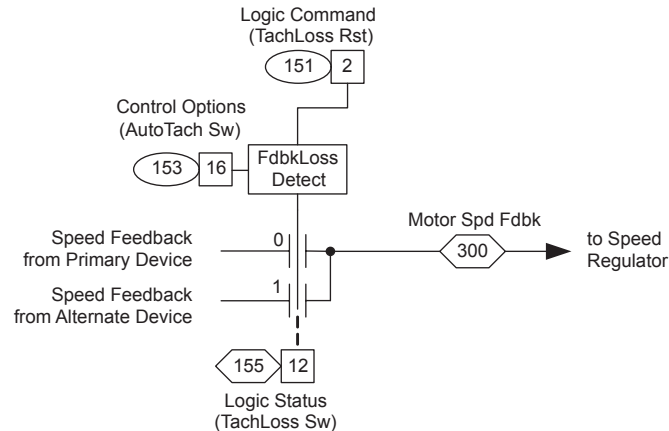 Logic Command
(TachLoss Rst)
151 2
Control Options
(AutoTach Sw)
153 16
FdbkLoss
Detect
Motor Spd Fdbk
Speed Feedback
from Primary Device
0
300
to Speed
Regulator
Speed Feedback
from Alternate Device
1
155 12
Logic Status
(TachLoss Sw)